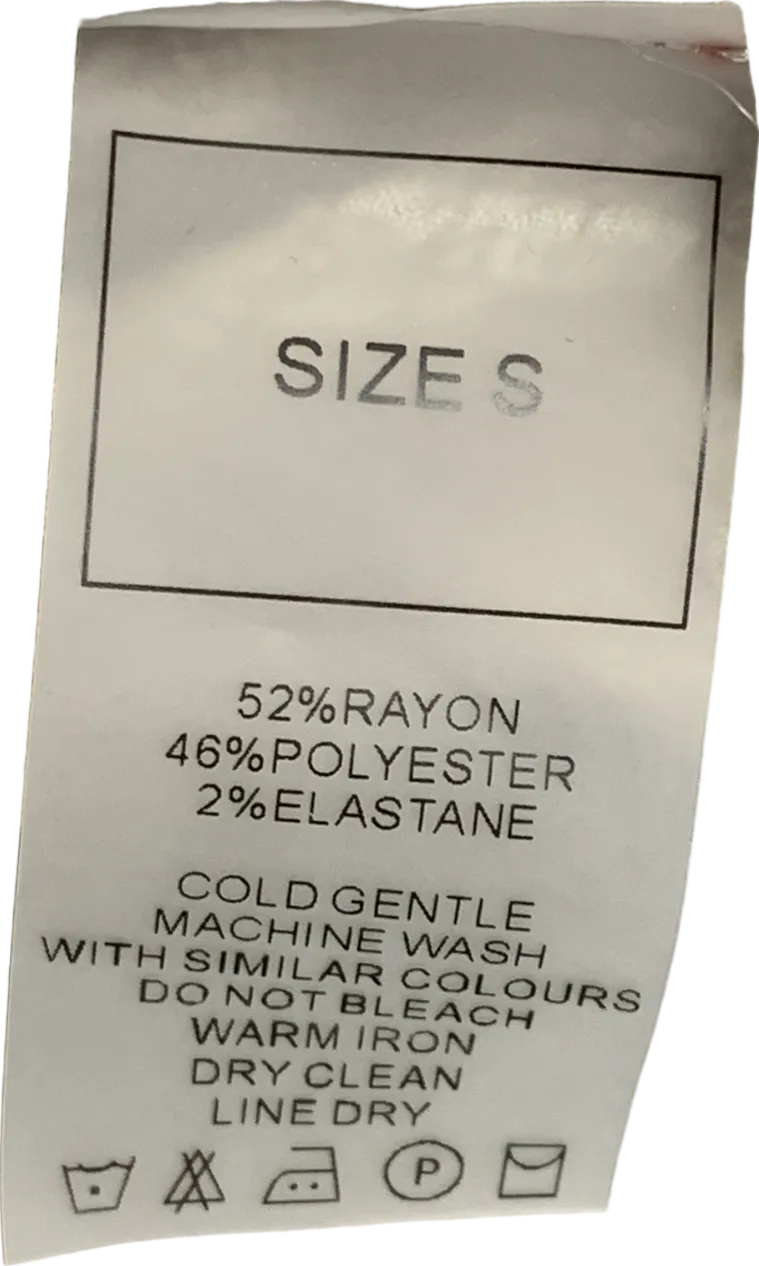 SIZE S
52%RAYON
46%POLYESTER
2%ELASTANE
COLD GENTLE
MACHINE WASH
WITH SIMILAR COLOURS
DO NOT BLEACH
WARM IRON
DRY CLEAN
LINE DRY
P